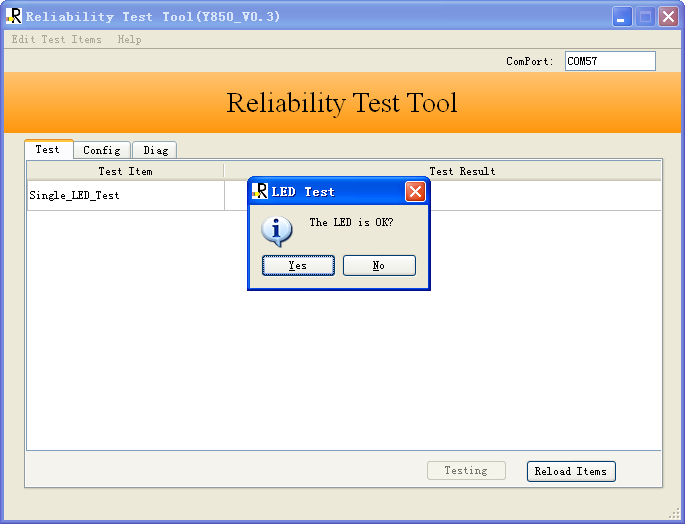 Reliability Test Tool(Y850_V0.3)
Edit Test Items Help
ComPort: COM57
Reliability Test Tool
Test Config Diag
Test Item Test Result
Single_LED_Test
LED Test
The LED is OK?
Yes No
Testing Reload Items